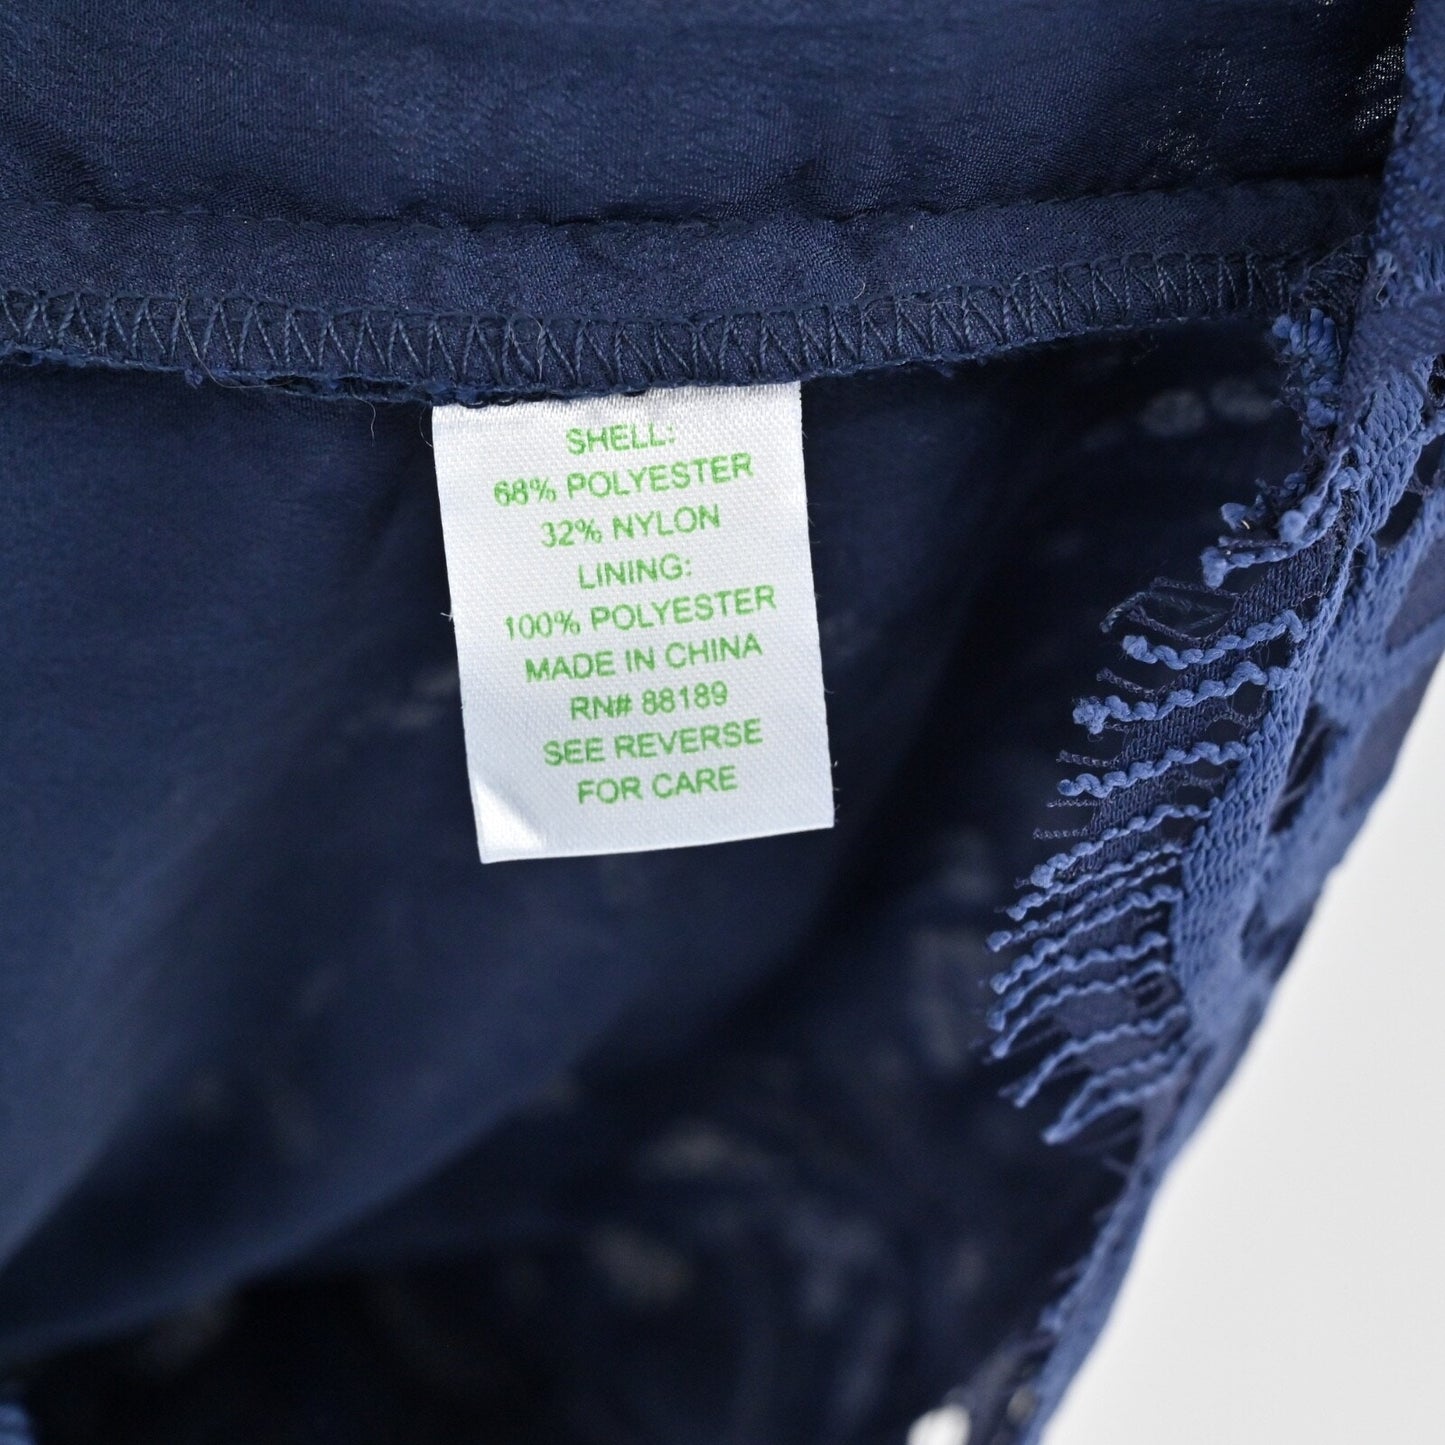 SHELL:
68% POLYESTER
32% NYLON
LINING:
100% POLYESTER
MADE IN CHINA
RN# 88189
SEE REVERSE
FOR CARE